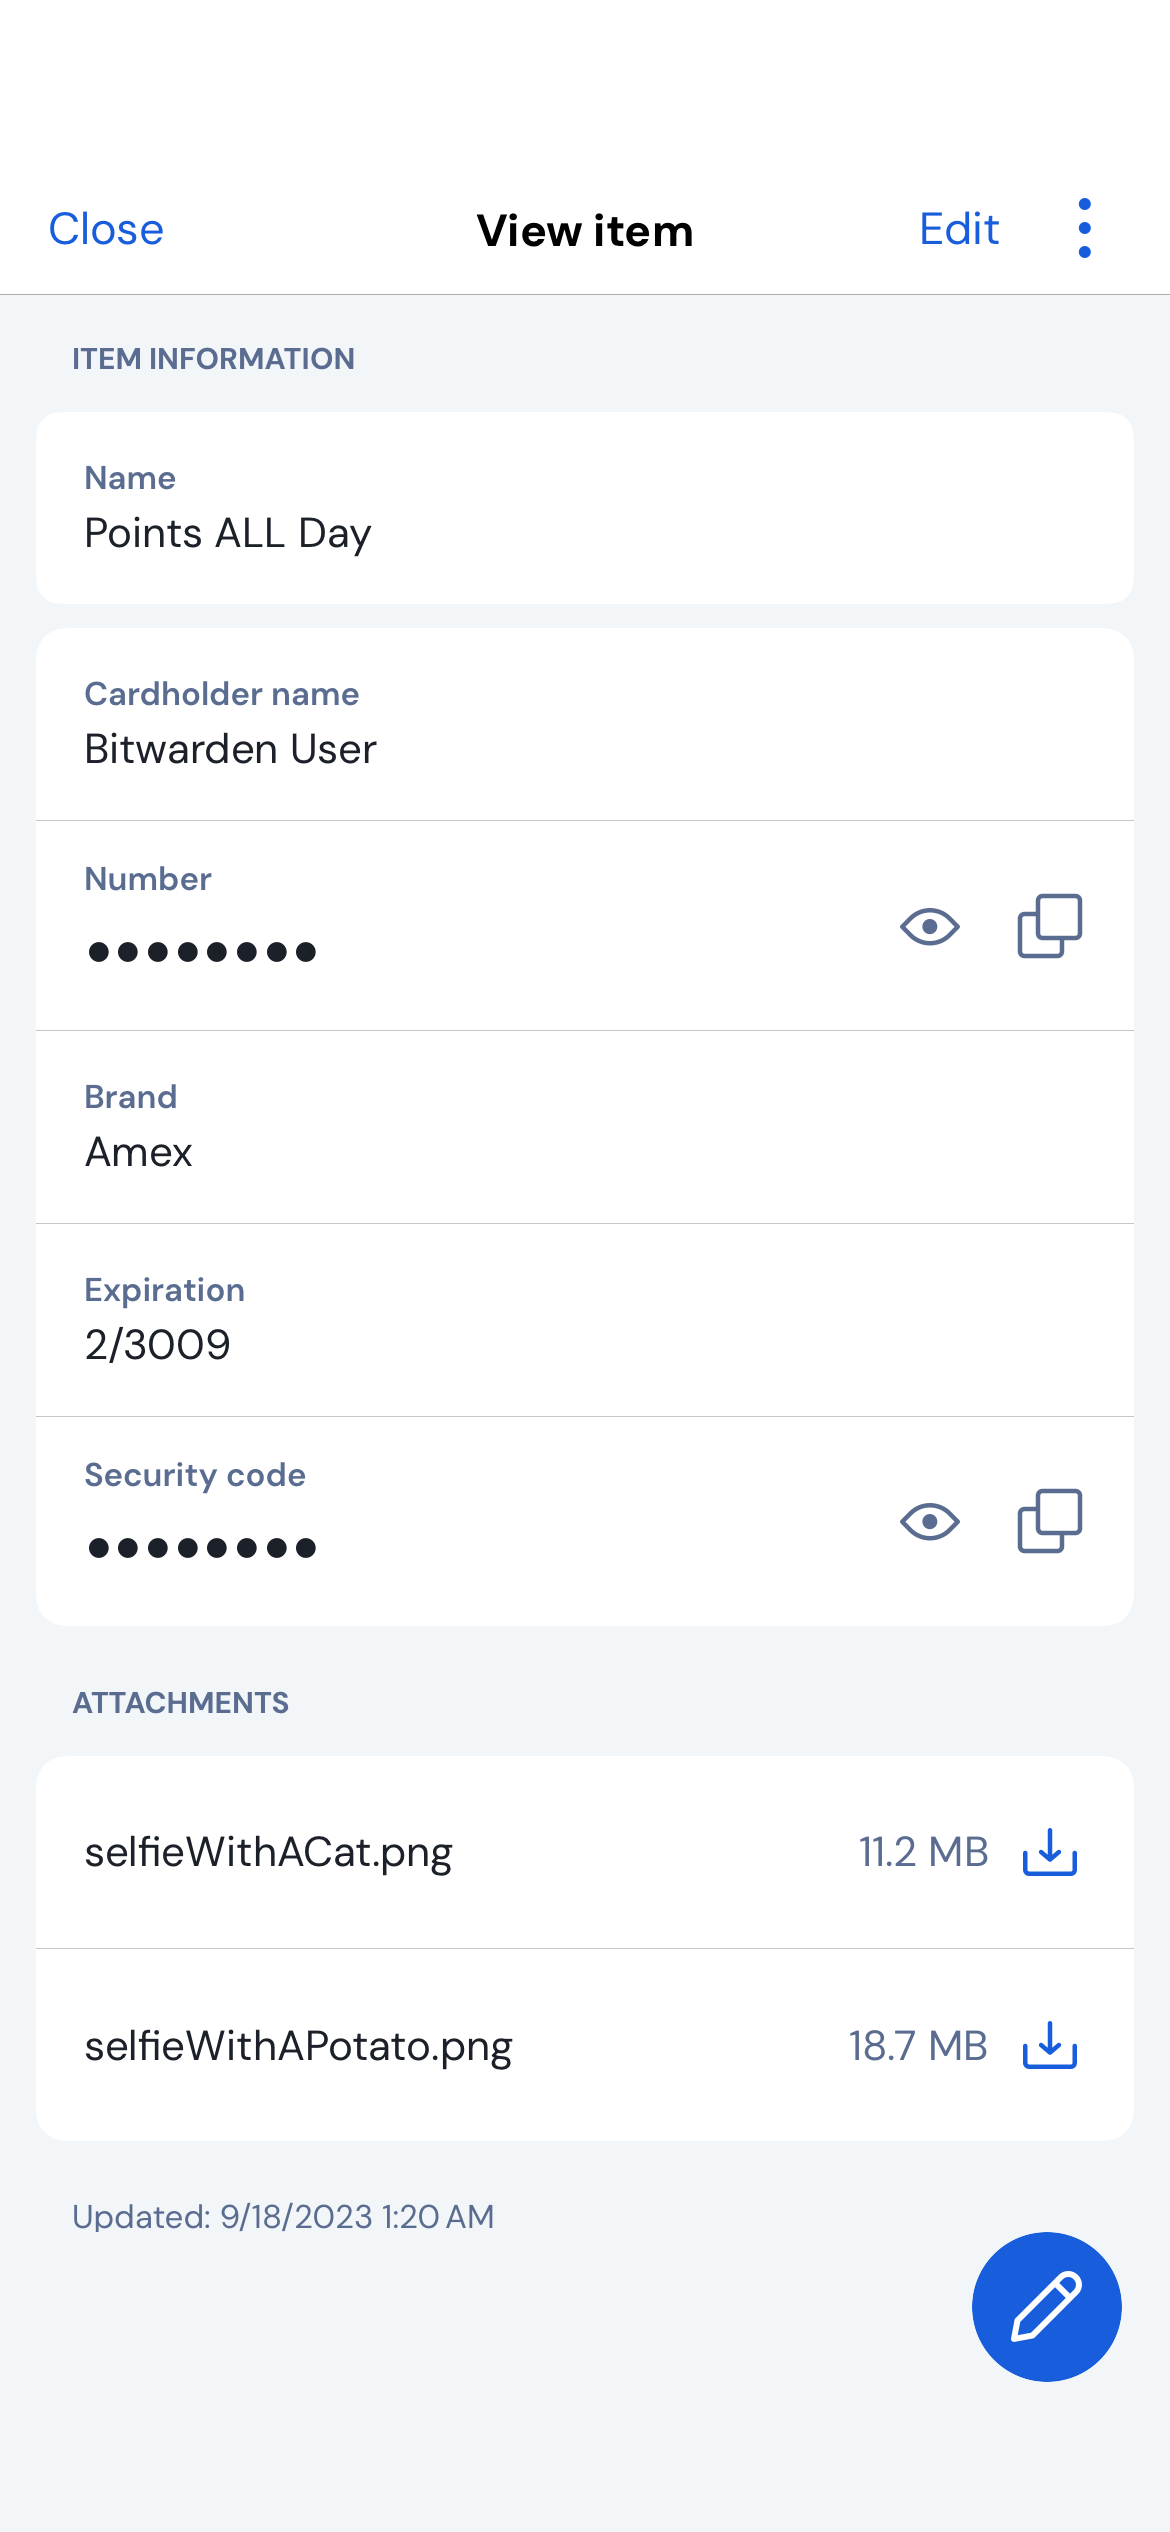 Close
View item
Edit
ITEM INFORMATION
Name
Points ALL Day
Cardholder name
Bitwarden User
Number
••••••••
Brand
Amex
Expiration
2/3009
Security code
••••••••
ATTACHMENTS
selfieWithACat.png 11.2 MB
selfieWithAPotato.png 18.7 MB
Updated: 9/18/2023 1:20 AM